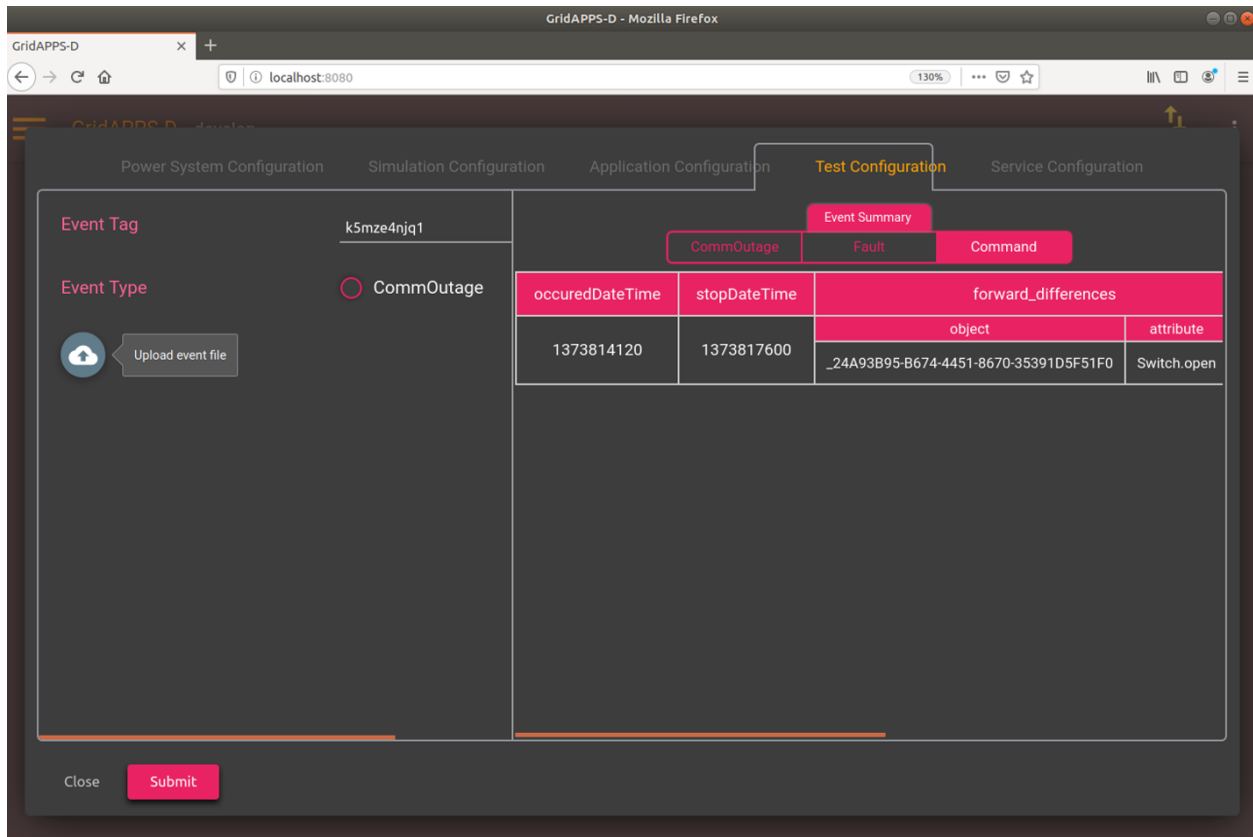 GridAPPS-D - Mozilla Firefox
GridAPPS-D
localhost:8080
130%
GridAPPS-D develop
Power System Configuration Simulation Configuration Application Configuration Test Configuration Service Configuration
Event Tag
k5mze4njq1
Event Type
CommOutage
Upload event file
Event Summary
CommOutage Fault Command
occuredDateTime stopDateTime forward_differences
object attribute
1373814120 1373817600 _24A93B95-B674-4451-8670-35391D5F51F0 Switch.open
Close Submit